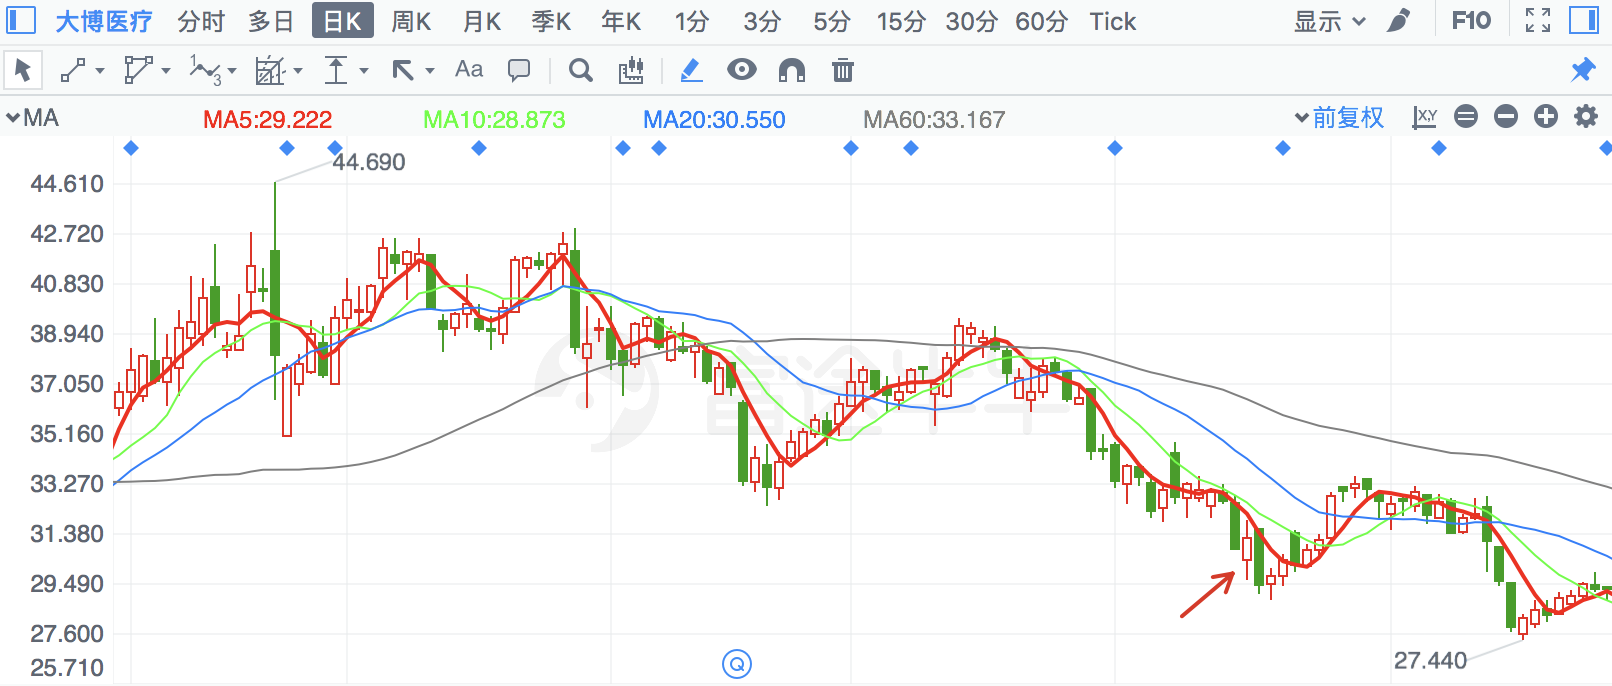 大博医疗 分时 多日 日K 周K 月K 季K 年K 1分 3分 5分 15分 30分 60分 Tick 显示 F10
Aa
MA MA5:29.222 MA10:28.873 MA20:30.550 MA60:33.167 前复权 X,Y
44.690
44.610
42.720
40.830
38.940
37.050
35.160
33.270
31.380
29.490
27.600
25.710
27.440
Q
富途牛牛